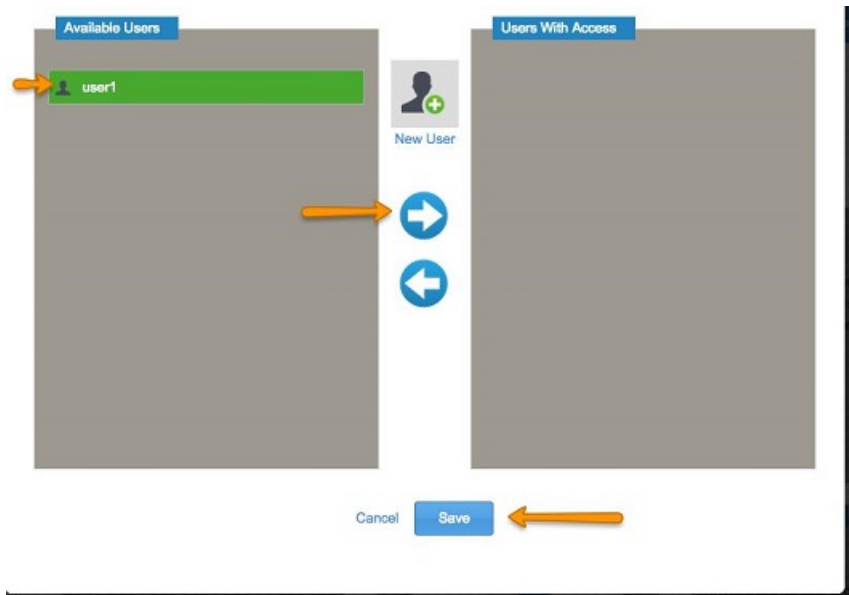 Available Users
Users With Access
user1
New User
Cancel
Save